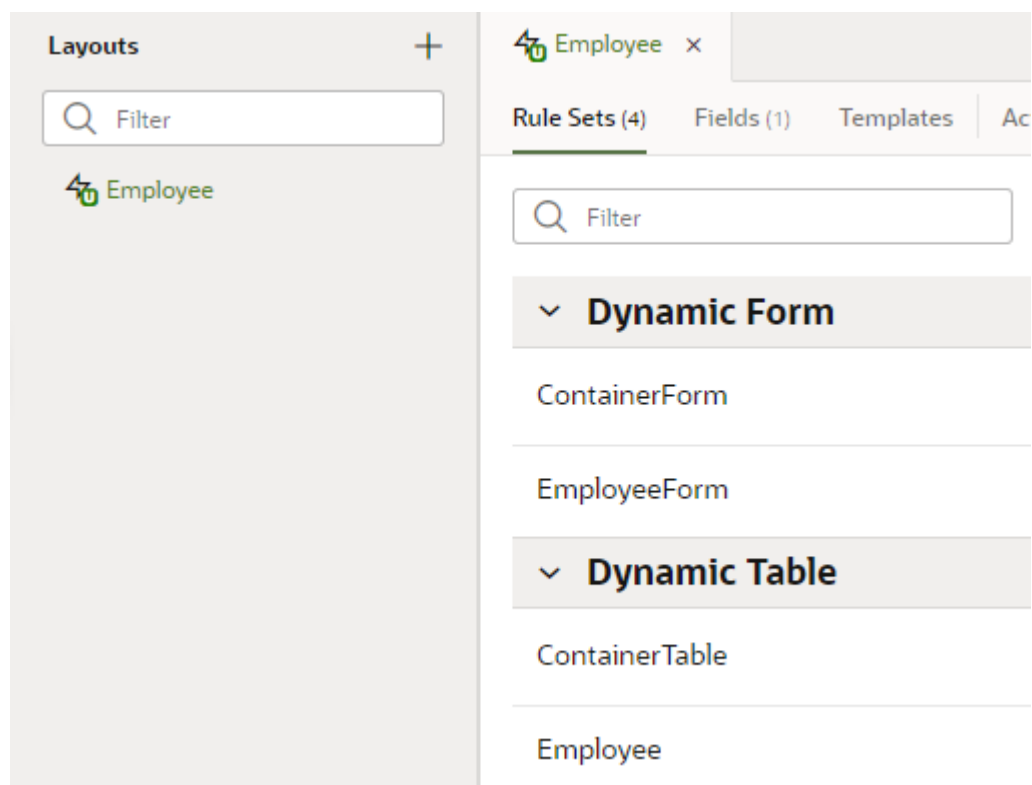 Layouts
Filter
Employee
Employee
Rule Sets (4) Fields (1) Templates
Filter
Dynamic Form
ContainerForm
EmployeeForm
Dynamic Table
ContainerTable
Employee